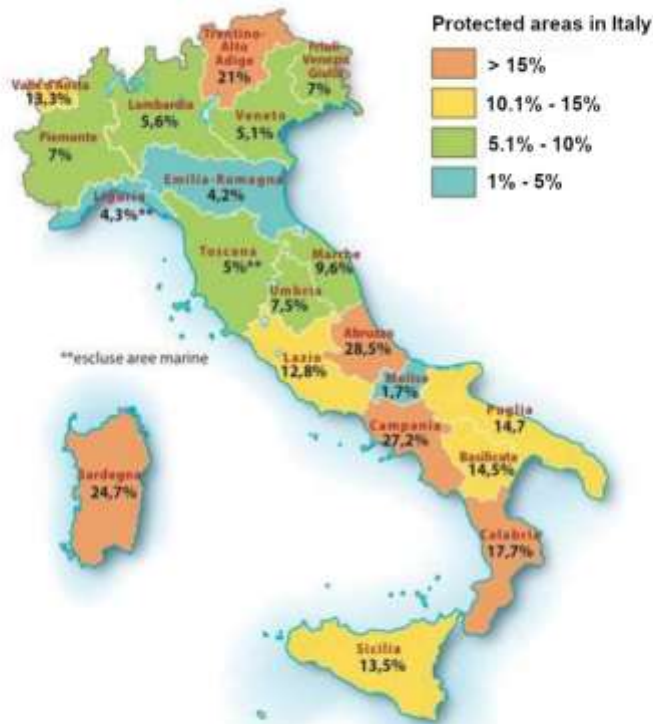 Protected areas in Italy
> 15%
10.1% - 15%
5.1% - 10%
1% - 5%
Trentino-
Alto
Adige
21%
Friuli-
Venezia
Giulia
7%
Valle d'Aosta
13,3%
Lombardia
5,6%
Veneto
5,1%
Piemonte
7%
Emilia-Romagna
4,2%
Liguria
4,3%**
Toscana
5%**
Marche
9,6%
Umbria
7,5%
Abruzzo
28,5%
**escluse aree marine
Lazio
12,8%
Molise
1,7%
Puglia
14,7
Campania
27,2%
Basilicata
14,5%
Sardegna
24,7%
Calabria
17,7%
Sicilia
13,5%